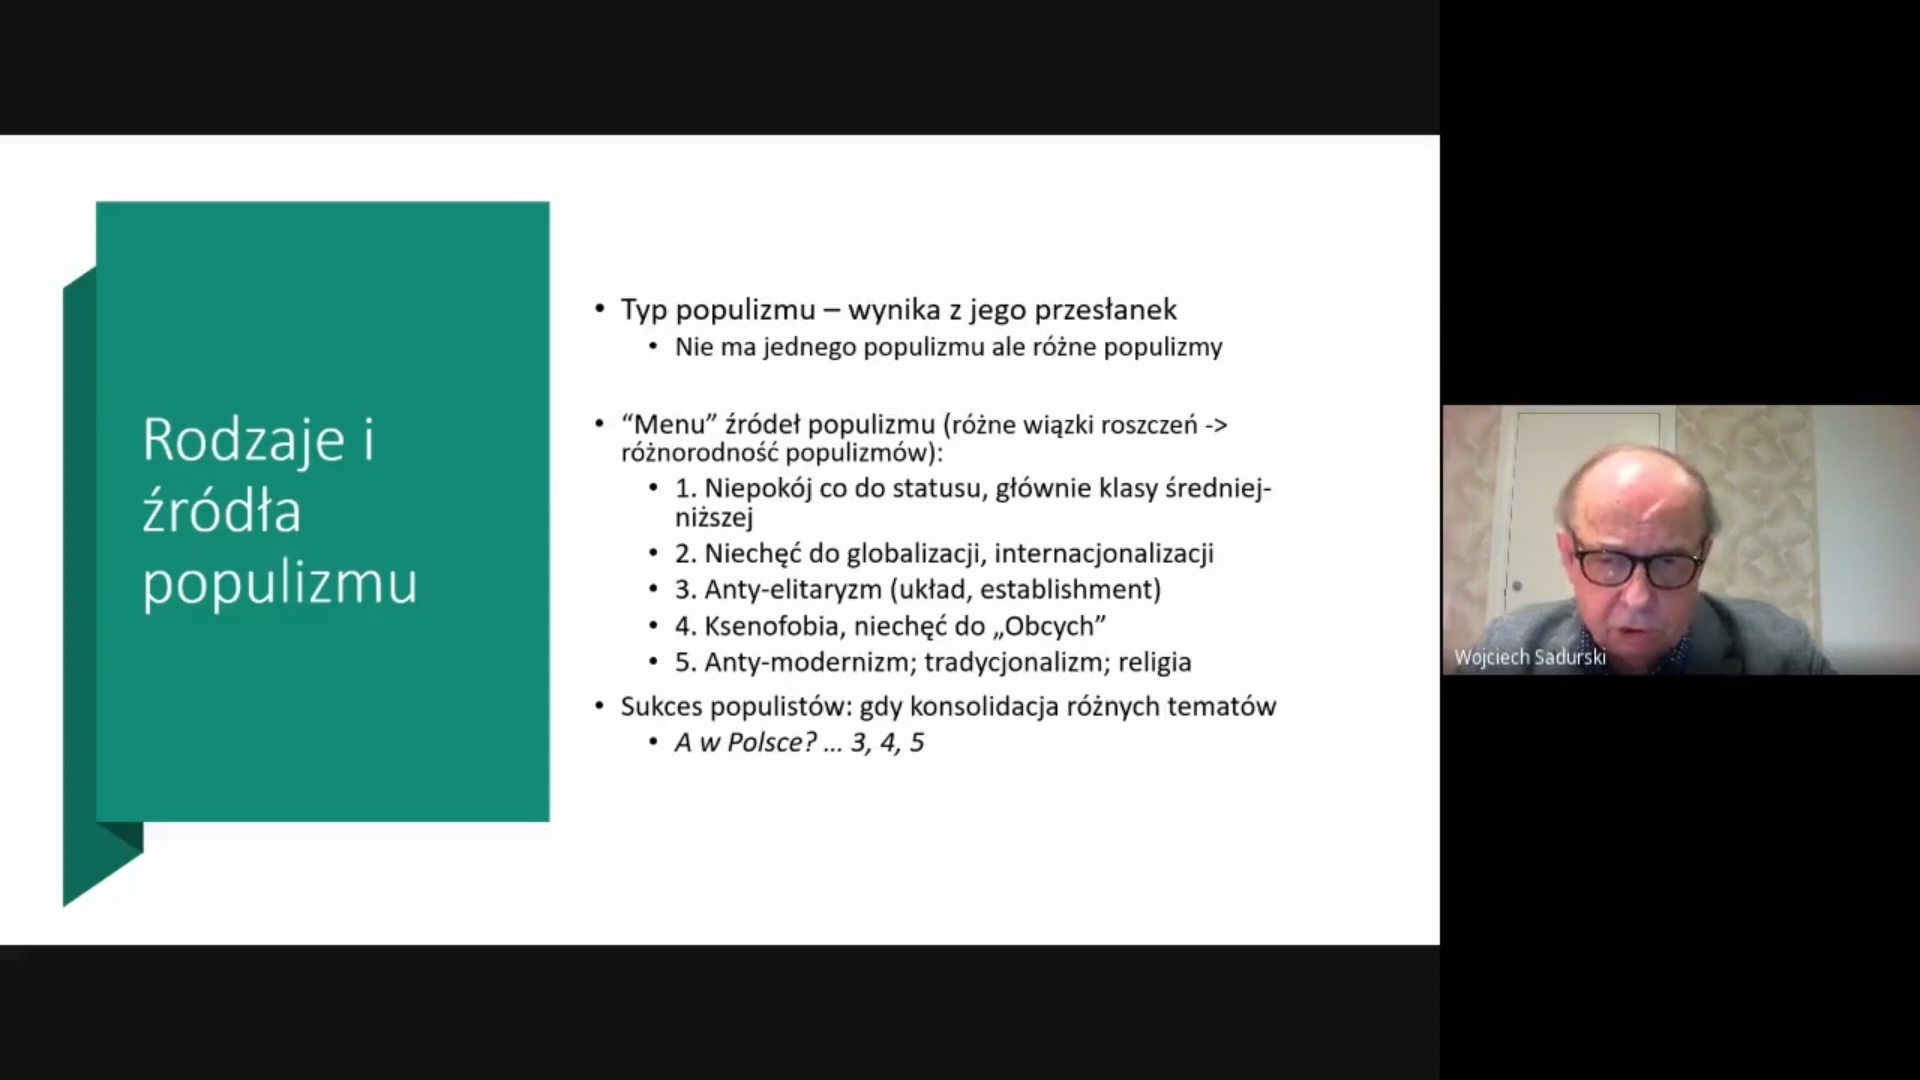 Rodzaje i
źródła
populizmu
• Typ populizmu – wynika z jego przesłanek
• Nie ma jednego populizmu ale różne populizmy
• “Menu” źródeł populizmu (różne wiązki roszczeń ->
różnorodność populizmów):
• 1. Niepokój co do statusu, głównie klasy średniej-
niższej
• 2. Niechęć do globalizacji, internacjonalizacji
• 3. Anty-elitaryzm (układ, establishment)
• 4. Ksenofobia, niechęć do „Obcych”
• 5. Anty-modernizm; tradycjonalizm; religia
• Sukces populistów: gdy konsolidacja różnych tematów
• A w Polsce? ... 3, 4, 5
Wojciech Sadurski